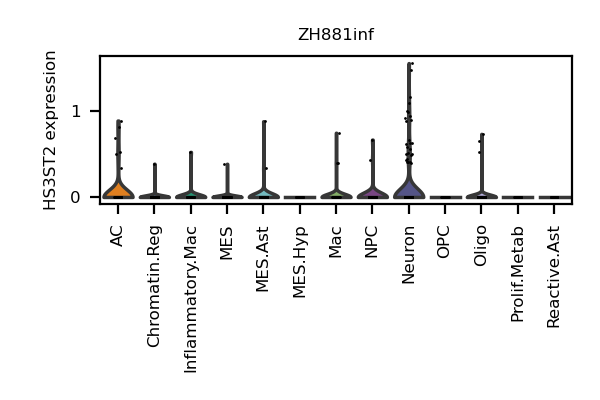 ZH881inf
HS3ST2 expression
1
0
AC
Chromatin.Reg
Inflammatory.Mac
MES
MES.Ast
MES.Hyp
Mac
NPC
Neuron
OPC
Oligo
Prolif.Metab
Reactive.Ast